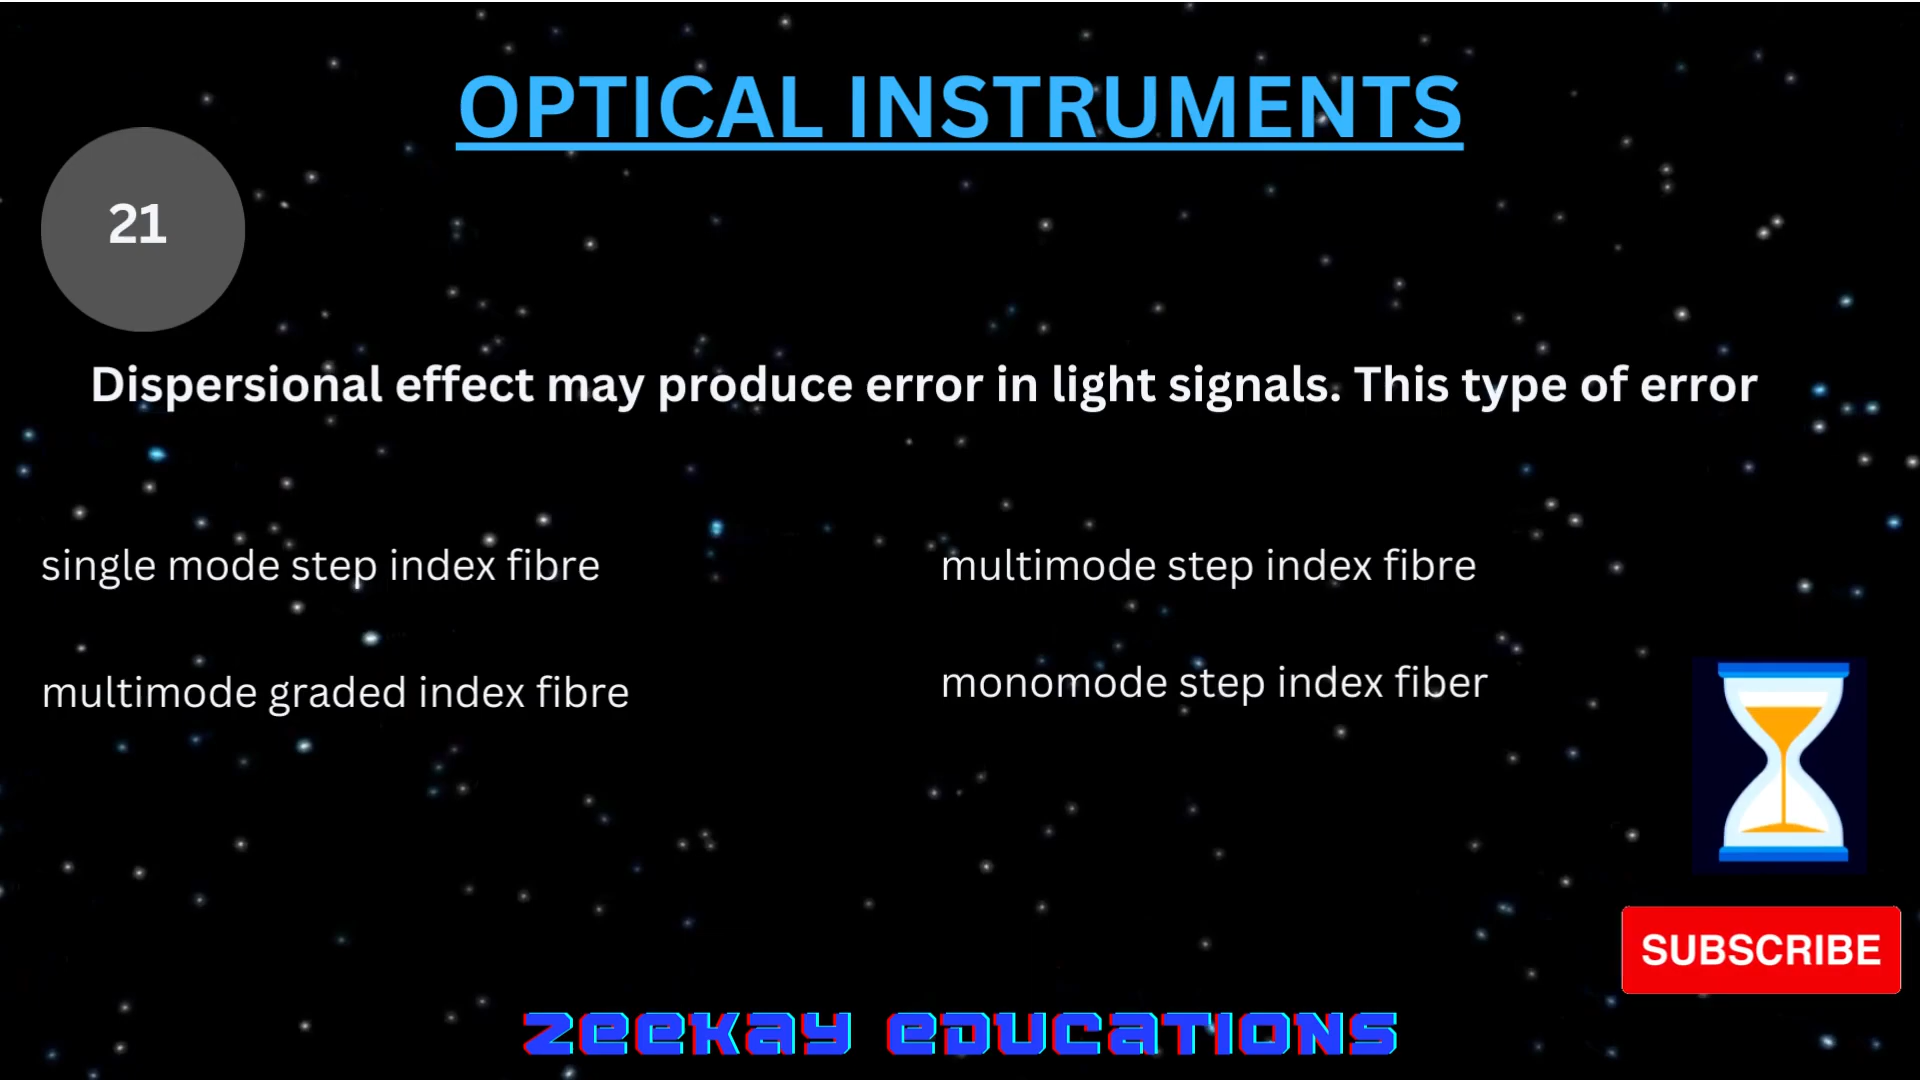 OPTICAL INSTRUMENTS
21
Dispersional effect may produce error in light signals. This type of error
single mode step index fibre
multimode step index fibre
multimode graded index fibre
monomode step index fiber
SUBSCRIBE
ZEEKAY EDUCATIONS